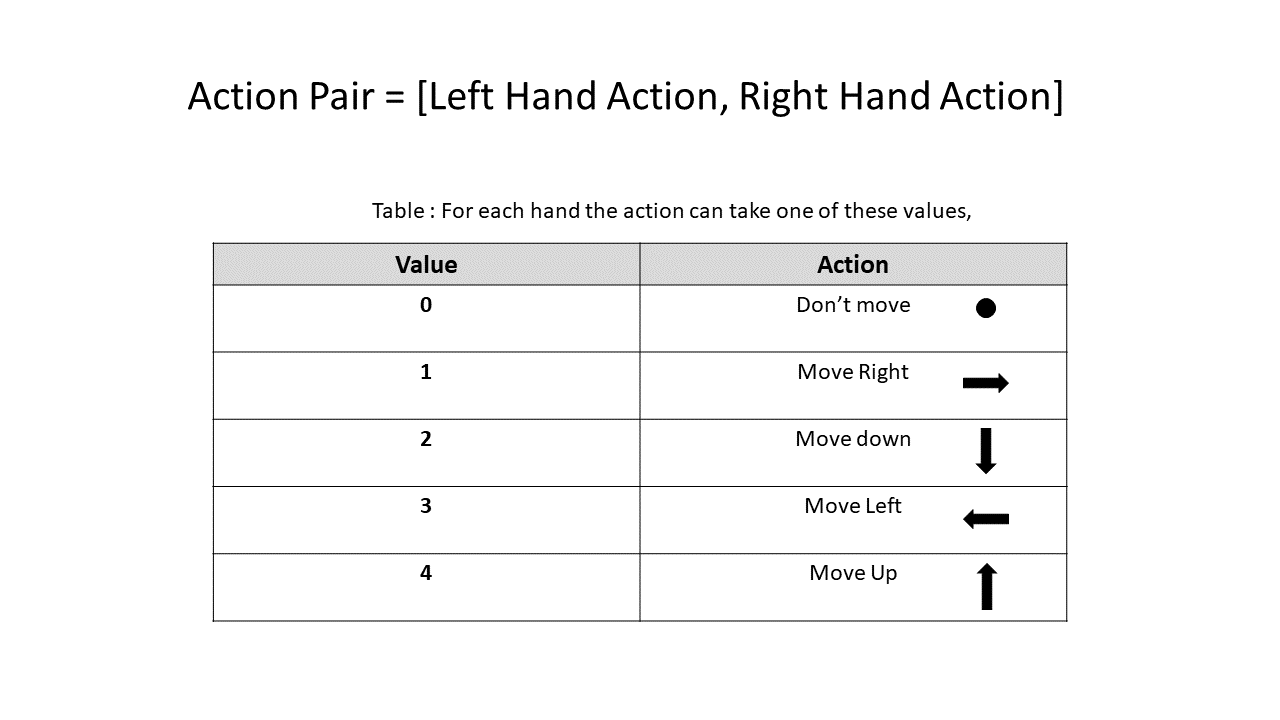 Action Pair = [Left Hand Action, Right Hand Action]
Table : For each hand the action can take one of these values,
Value Action
0 Don’t move
1 Move Right
2 Move down
3 Move Left
4 Move Up